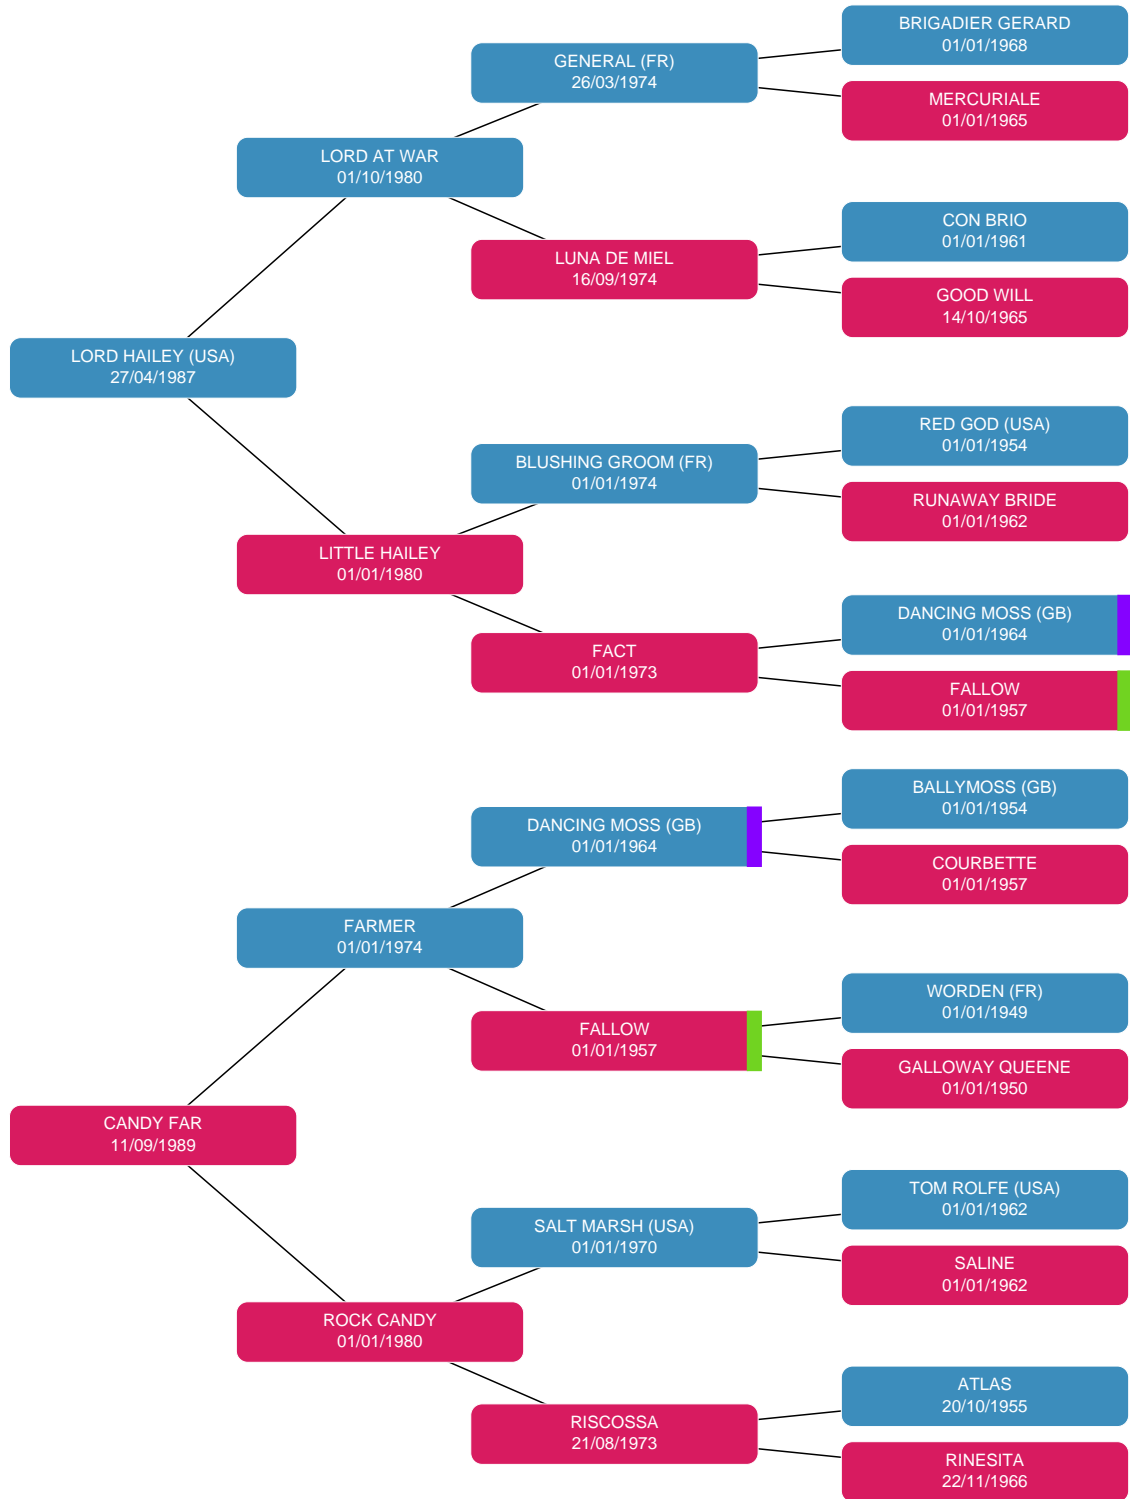 BRIGADIER GERARD
01/01/1968
GENERAL (FR)
26/03/1974
MERCURIALE
01/01/1965
LORD AT WAR
01/10/1980
CON BRIO
01/01/1961
LUNA DE MIEL
16/09/1974
GOOD WILL
14/10/1965
LORD HAILEY (USA)
27/04/1987
RED GOD (USA)
01/01/1954
BLUSHING GROOM (FR)
01/01/1974
RUNAWAY BRIDE
01/01/1962
LITTLE HAILEY
01/01/1980
DANCING MOSS (GB)
01/01/1964
FACT
01/01/1973
FALLOW
01/01/1957
BALLYMOSS (GB)
01/01/1954
DANCING MOSS (GB)
01/01/1964
COURBETTE
01/01/1957
FARMER
01/01/1974
WORDEN (FR)
01/01/1949
FALLOW
01/01/1957
GALLOWAY QUEENE
01/01/1950
CANDY FAR
11/09/1989
TOM ROLFE (USA)
01/01/1962
SALT MARSH (USA)
01/01/1970
SALINE
01/01/1962
ROCK CANDY
01/01/1980
ATLAS
20/10/1955
RISCOSSA
21/08/1973
RINESITA
22/11/1966